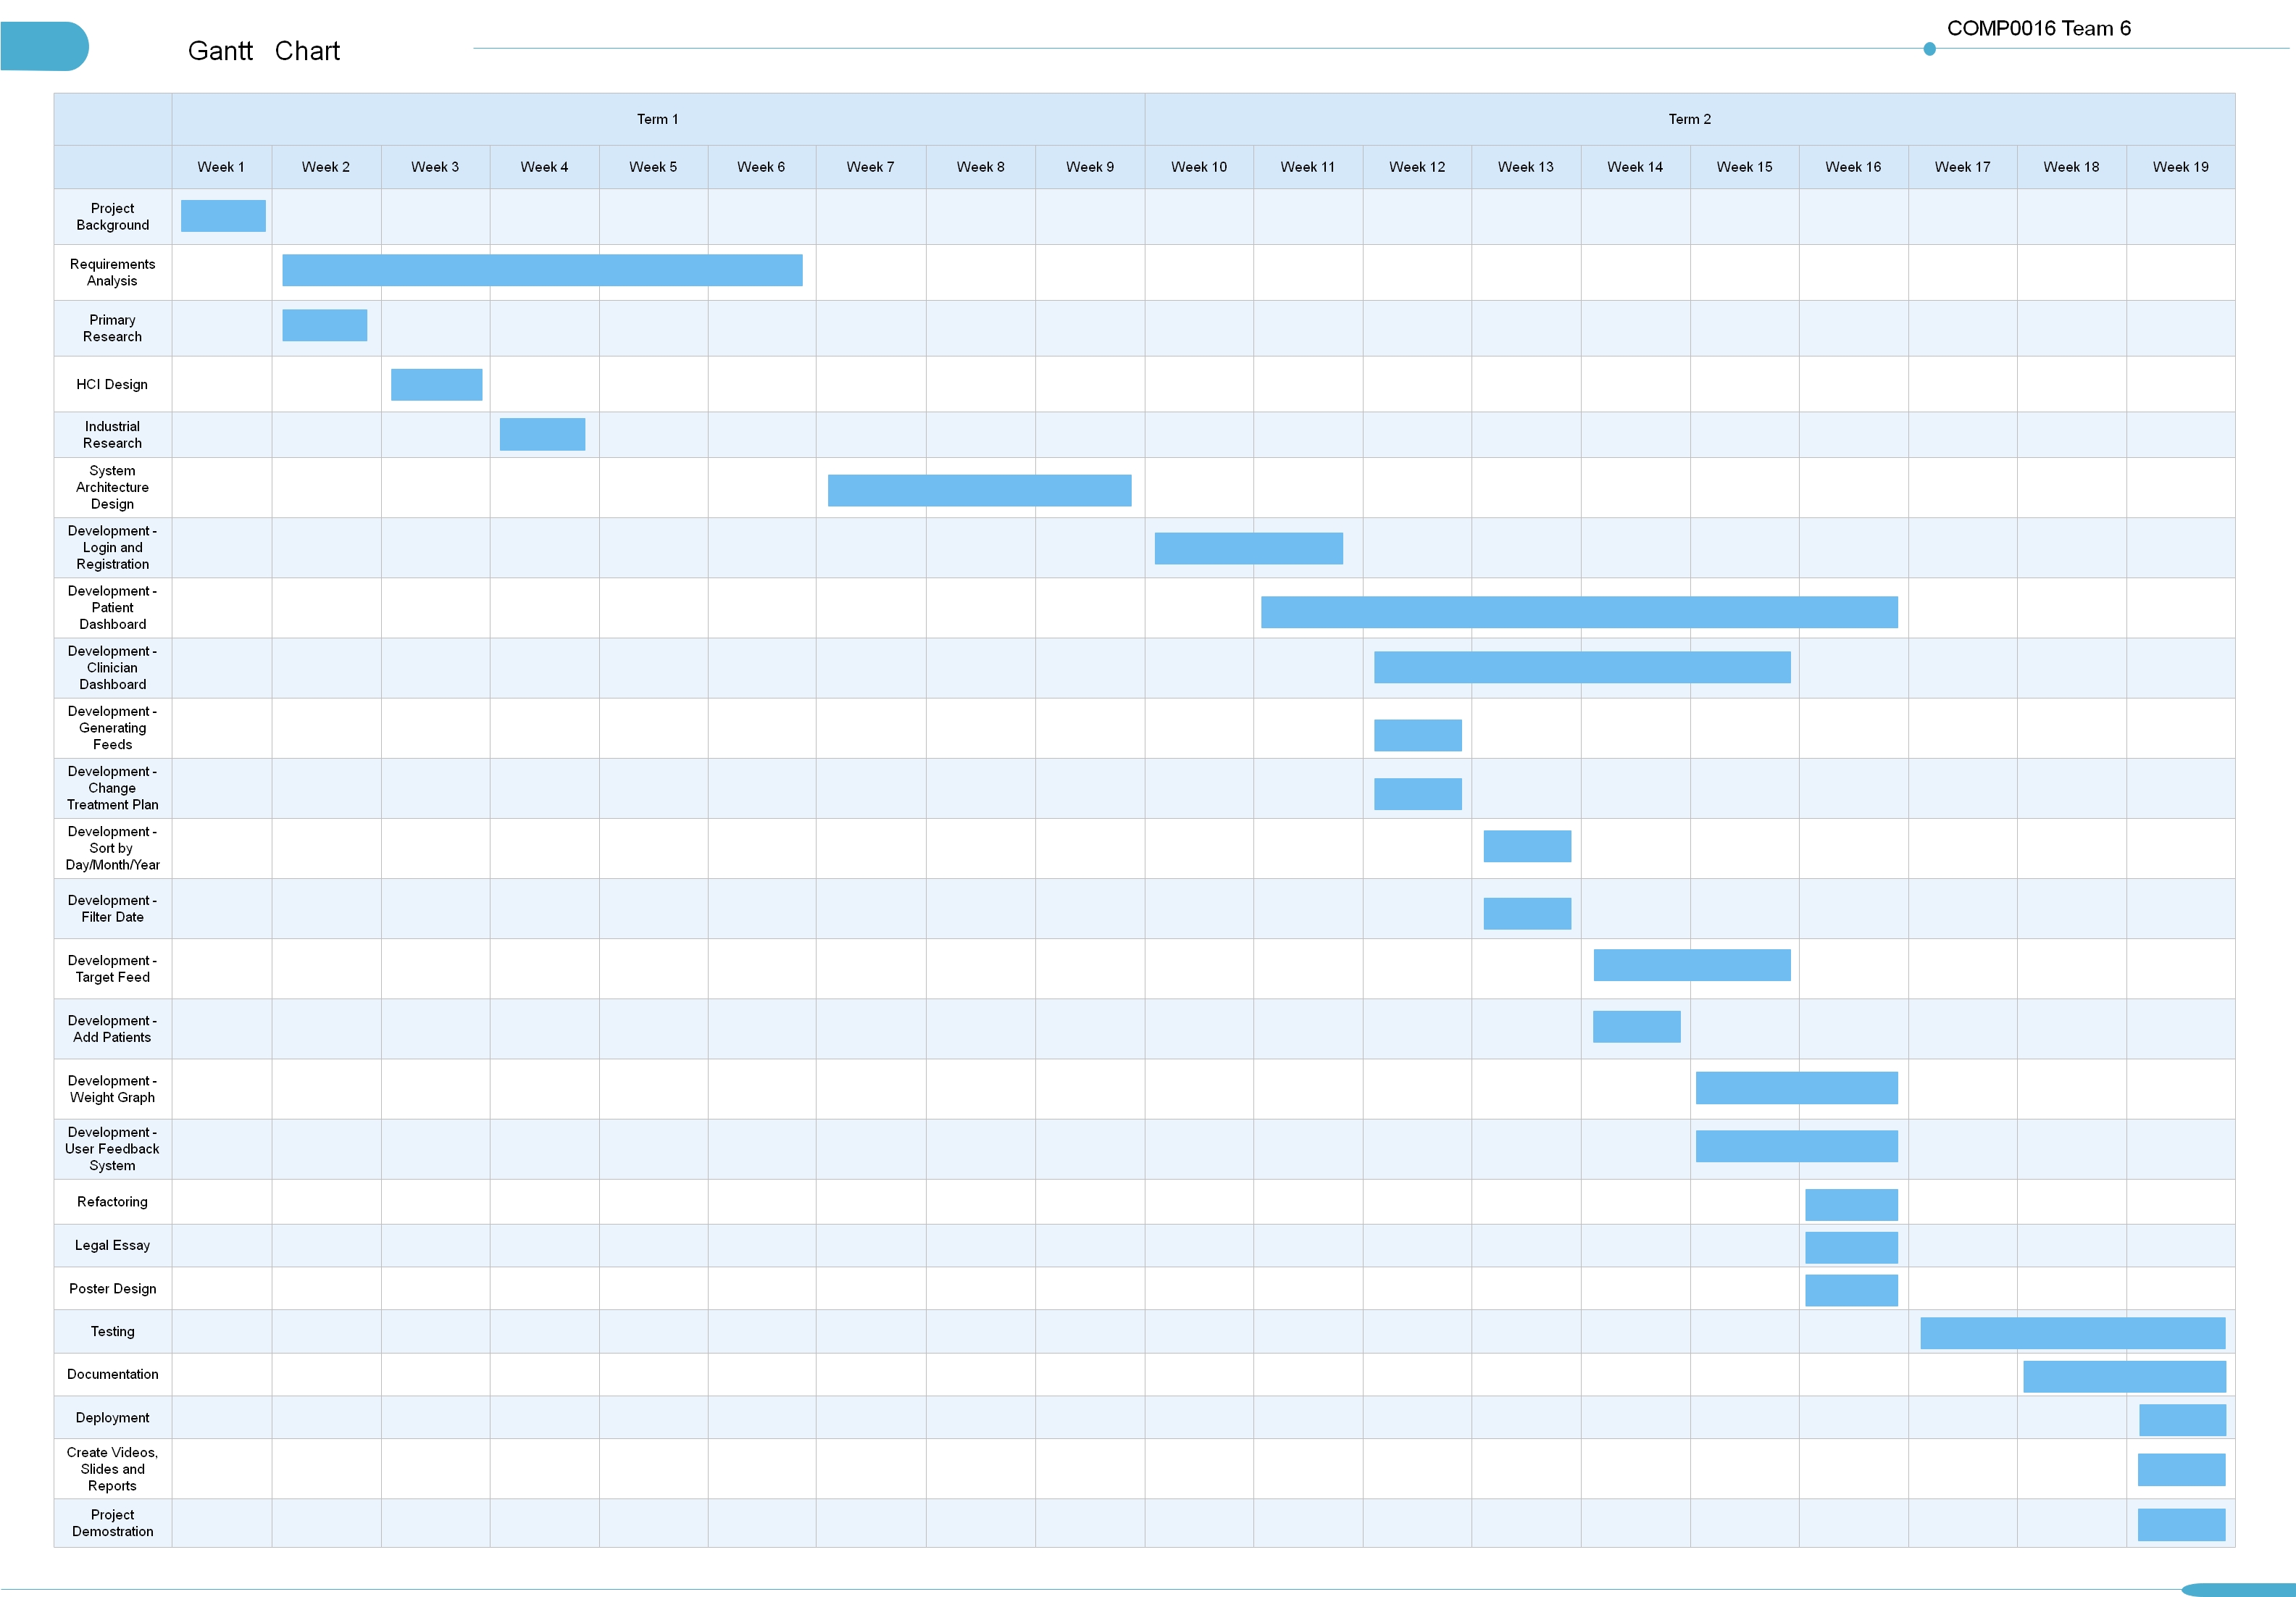 COMP0016 Team 6
Gantt Chart
Term 1
Term 2
Week 1
Week 2
Week 3
Week 4
Week 5
Week 6
Week 7
Week 8
Week 9
Week 10
Week 11
Week 12
Week 13
Week 14
Week 15
Week 16
Week 17
Week 18
Week 19
Project
Background
Requirements
Analysis
Primary
Research
HCI Design
Industrial
Research
System
Architecture
Design
Development -
Login and
Registration
Development -
Patient
Dashboard
Development -
Clinician
Dashboard
Development -
Generating
Feeds
Development -
Change
Treatment Plan
Development -
Sort by
Day/Month/Year
Development -
Filter Date
Development -
Target Feed
Development -
Add Patients
Development -
Weight Graph
Development -
User Feedback
System
Refactoring
Legal Essay
Poster Design
Testing
Documentation
Deployment
Create Videos,
Slides and
Reports
Project
Demostration